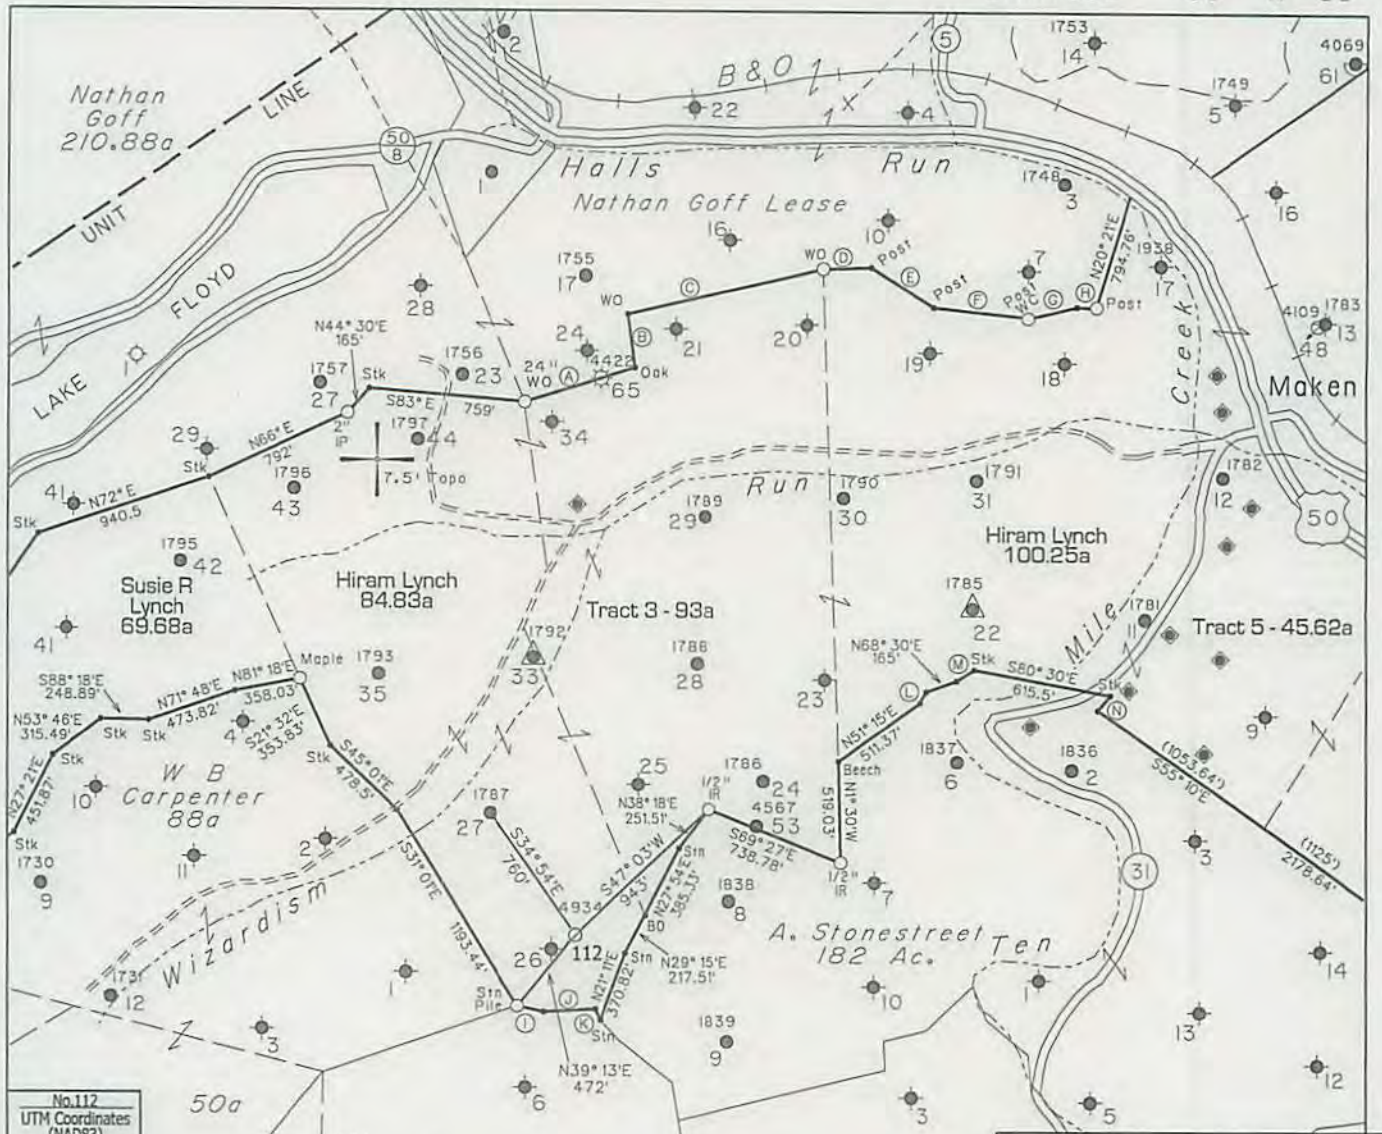 2
5
1753
14
4069
61
Nathan
Goff
210.88a
UNIT
LINE
B & O
1749
5
22
4
50
8
1
Halls
Run
1748
3
16
Nathan Goff Lease
16
10
LAKE
FLOYD
1755
17
28
WO
D
Post
E
Post
7
Post
WC
F
G
H
Post
N20° 21'E
794.76'
1938
17
C
WO
B
4109
48
1783
13
N44° 30'E
165'
24
4422
65
21
20
19
18
Creek
Maken
1757
27
Stk
1756
23
24"
WO
A
Oak
S83° E
759'
2"
IP
1797
44
34
29
N66° E
792'
7.5' Topo
Stk
1796
43
41
N72° E
940.5
Stk
Run
1789
29
1790
30
1791
31
1782
12
50
1795
42
Susie R
Lynch
69.68a
Hiram Lynch
84.83a
Hiram Lynch
100.25a
Tract 3 - 93a
1785
22
1781
11
Mile
Tract 5 - 45.62a
41
1792
33
N68° 30'E
165'
Maple
S88° 18'E
248.89'
N81° 18'E
358.03'
N71° 48'E
473.82'
1793
35
1788
28
23
M
Stk
S80° 30'E
615.5'
Stk
L
N
N53° 46'E
315.49'
Stk
Stk
Stk
4
S21° 32'E
353.83'
Stk
N51° 15'E
511.37'
9
W B
Carpenter
88a
S45° 01'E
478.5'
10
N27° 21'E
451.87'
Stk
25
1/2"
IR
1786
24
Beech
1837
6
1836
2
(1053.64')
S55° 10'E
N38° 18'E
251.51'
4567
53
N1° 30'W
519.03'
1787
27
S34° 54'E
760'
S69° 27'E
738.78'
1/2"
IR
(1125')
2178.64'
3
31
1730
9
11
2
S31° 01'E
1193.44'
S47° 03'W
943'
Stn
N27° 54'E
385.33'
1838
8
7
Wizardism
4934
112
26
BO
Stn
N29° 15'E
217.51'
A. Stonestreet
182 Ac.
Ten
1731
12
1
Stn
Pile
I
J
K
N21° 11'E
370.82'
Stn
10
1
14
13
3
1839
9
N39° 13'E
472'
6
3
5
12
50a
No.112
UTM Coordinates
(NAD83)